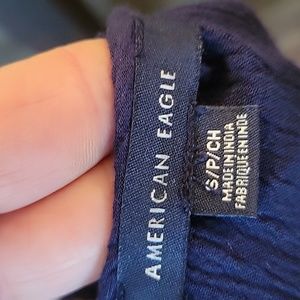 AMERICAN EAGLE
S/P/CH
MADE IN INDIA
FABRIQUE EN INDE